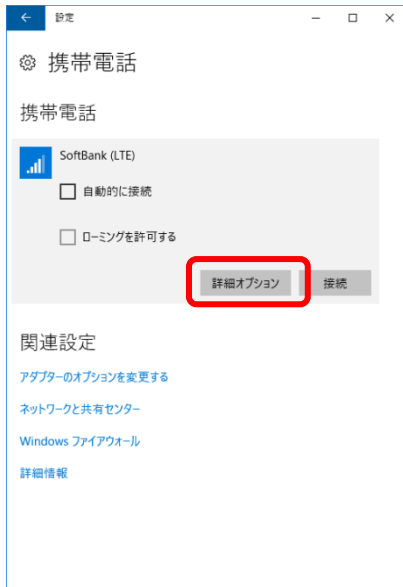 設定
携帯電話
携帯電話
SoftBank (LTE)
自動的に接続
ローミングを許可する
詳細オプション
接続
関連設定
アダプターのオプションを変更する
ネットワークと共有センター
Windows ファイアウォール
詳細情報